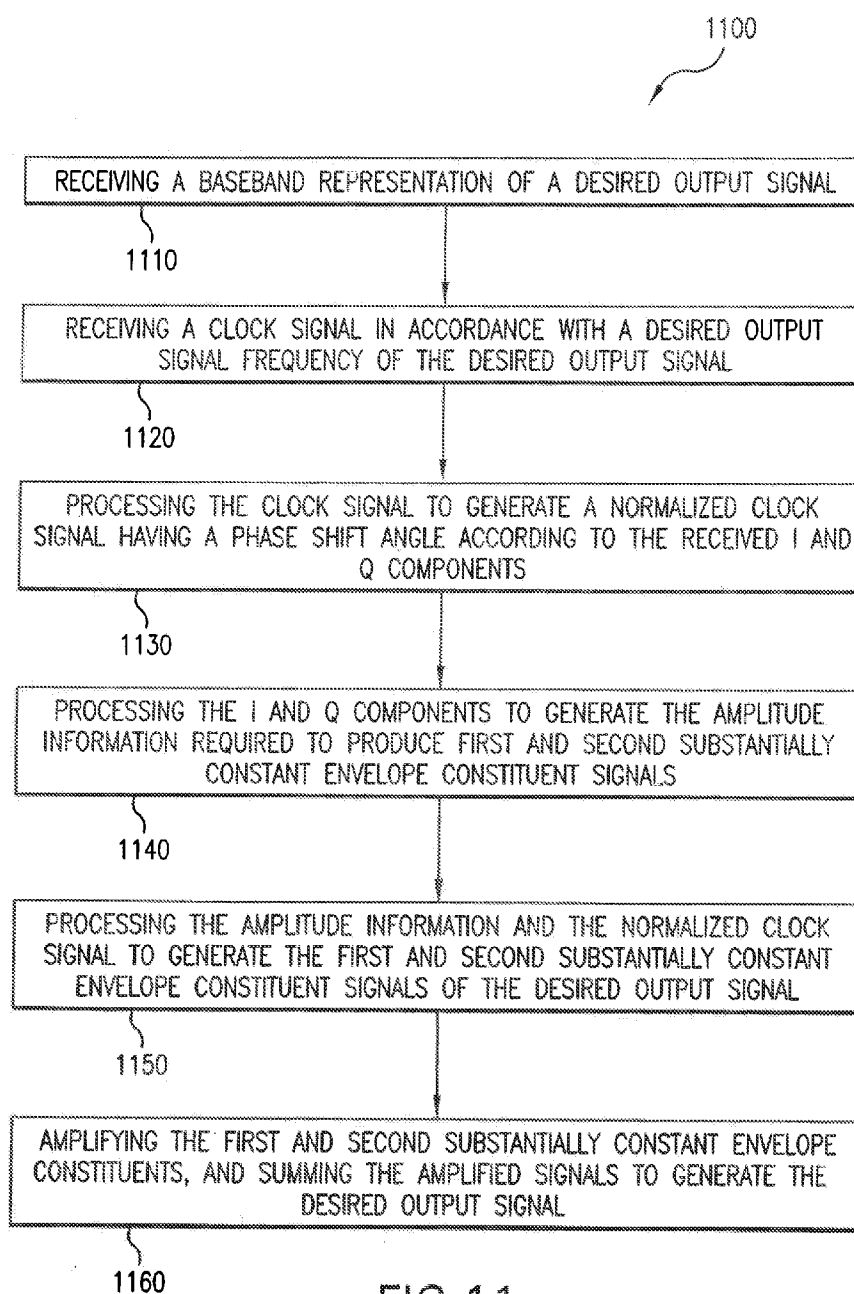 1100
RECEIVING A BASEBAND REPRESENTATION OF A DESIRED OUTPUT SIGNAL
1110
RECEIVING A CLOCK SIGNAL IN ACCORDANCE WITH A DESIRED OUTPUT
SIGNAL FREQUENCY OF THE DESIRED OUTPUT SIGNAL
1120
PROCESSING THE CLOCK SIGNAL TO GENERATE A NORMALIZED CLOCK
SIGNAL HAVING A PHASE SHIFT ANGLE ACCORDING TO THE RECEIVED I AND
Q COMPONENTS
1130
PROCESSING THE I AND Q COMPONENTS TO GENERATE THE AMPLITUDE
INFORMATION REQUIRED TO PRODUCE FIRST AND SECOND SUBSTANTIALLY
CONSTANT ENVELOPE CONSTITUENT SIGNALS
1140
PROCESSING THE AMPLITUDE INFORMATION AND THE NORMALIZED CLOCK
SIGNAL TO GENERATE THE FIRST AND SECOND SUBSTANTIALLY CONSTANT
ENVELOPE CONSTITUENT SIGNALS OF THE DESIRED OUTPUT SIGNAL
1150
AMPLIFYING THE FIRST AND SECOND SUBSTANTIALLY CONSTANT ENVELOPE
CONSTITUENTS, AND SUMMING THE AMPLIFIED SIGNALS TO GENERATE THE
DESIRED OUTPUT SIGNAL
1160
FIG.11